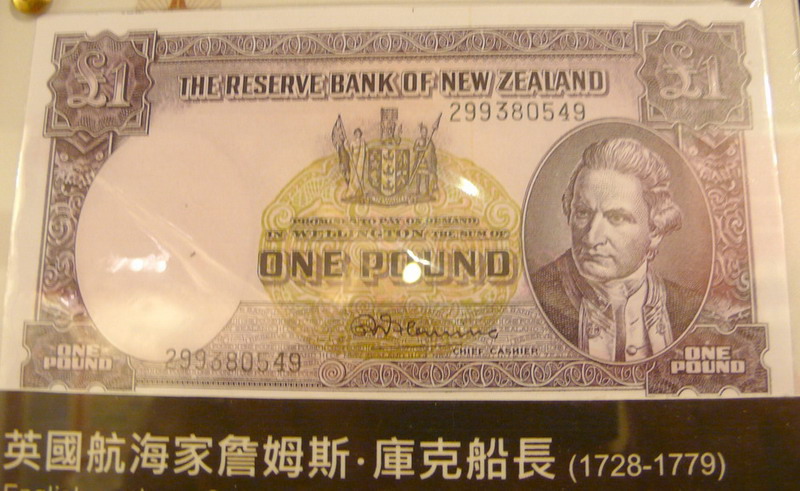 £1 £1
THE RESERVE BANK OF NEW ZEALAND
299380549
PROMISES TO PAY ON DEMAND
IN WELLINGTON THE SUM OF
ONE POUND
CHIEF CASHIER
299380549
ONE
POUND
ONE
POUND
英國航海家詹姆斯·庫克船長 (1728-1779)
English